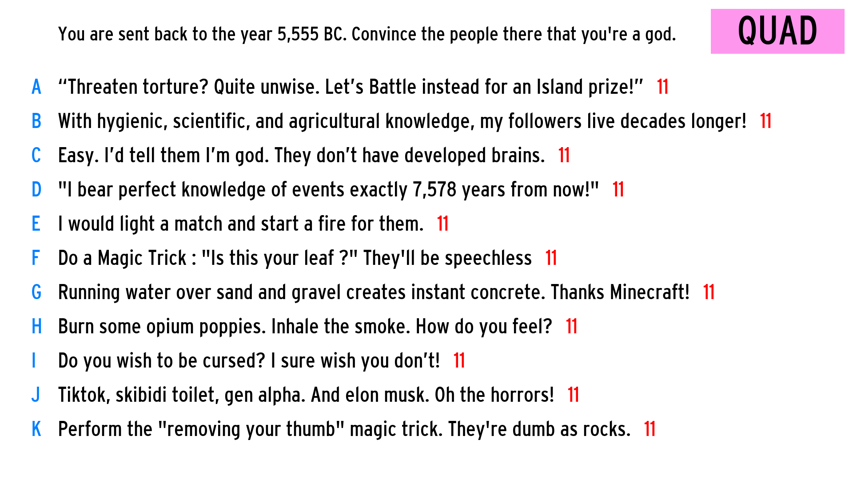 You are sent back to the year 5,555 BC. Convince the people there that you're a god.
QUAD
A “Threaten torture? Quite unwise. Let’s Battle instead for an Island prize!” 11
B With hygienic, scientific, and agricultural knowledge, my followers live decades longer! 11
C Easy. I’d tell them I’m god. They don’t have developed brains. 11
D "I bear perfect knowledge of events exactly 7,578 years from now!" 11
E I would light a match and start a fire for them. 11
F Do a Magic Trick : "Is this your leaf ?" They'll be speechless 11
G Running water over sand and gravel creates instant concrete. Thanks Minecraft! 11
H Burn some opium poppies. Inhale the smoke. How do you feel? 11
I Do you wish to be cursed? I sure wish you don’t! 11
J Tiktok, skibidi toilet, gen alpha. And elon musk. Oh the horrors! 11
K Perform the "removing your thumb" magic trick. They're dumb as rocks. 11